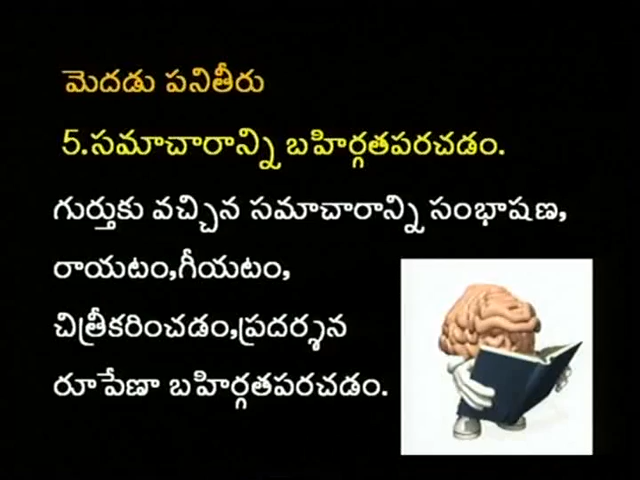 మెదడు పనితీరు
5.సమాచారాన్ని బహిర్గతపరచడం.
గుర్తుకు వచ్చిన సమాచారాన్ని సంభాషణ,
రాయటం,గీయటం,
చిత్రీకరించడం,ప్రదర్శన
రూపేణా బహిర్గతపరచడం.